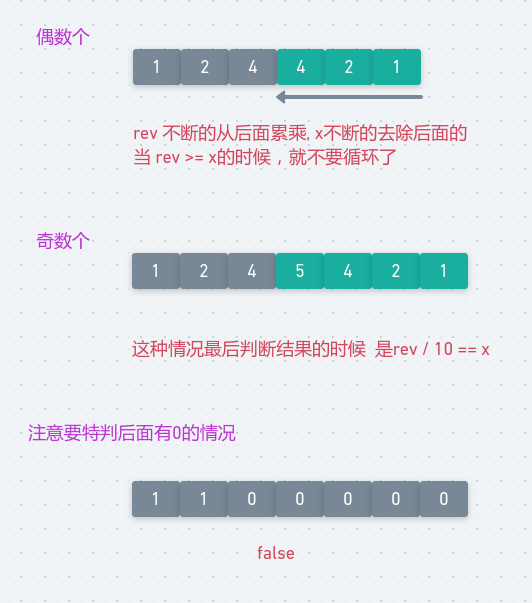 偶数个
1 2 4 4 2 1
rev 不断的从后面累乘, x不断的去除后面的
当 rev >= x的时候，就不要循环了
奇数个
1 2 4 5 4 2 1
这种情况最后判断结果的时候 是rev / 10 == x
注意要特判后面有0的情况
1 1 0 0 0 0 0
false